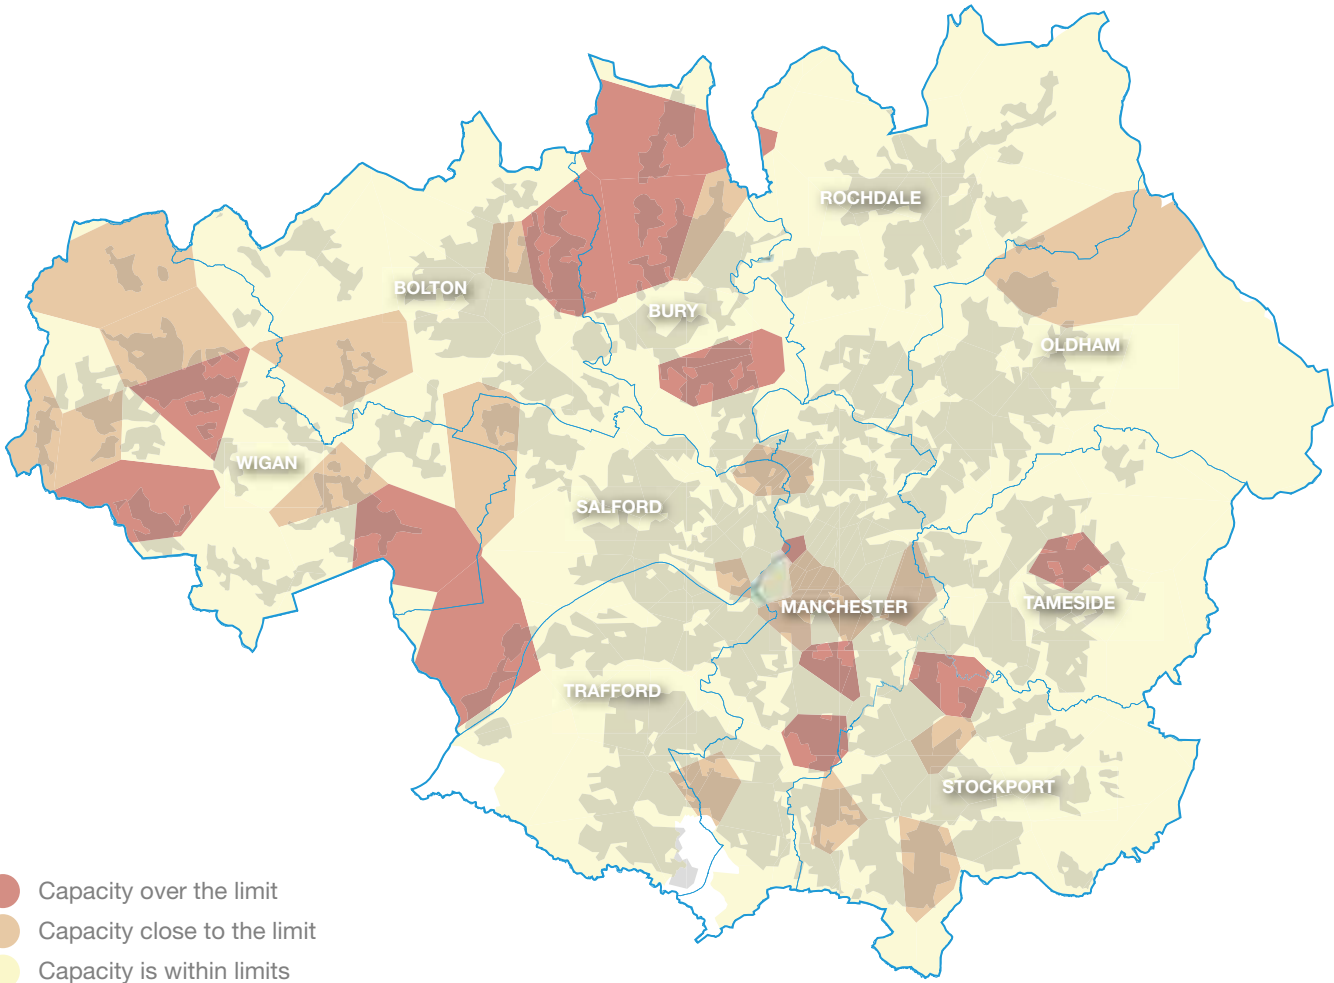 ROCHDALE
BOLTON
BURY
OLDHAM
WIGAN
SALFORD
MANCHESTER
TAMESIDE
TRAFFORD
STOCKPORT
Capacity over the limit
Capacity close to the limit
Capacity is within limits